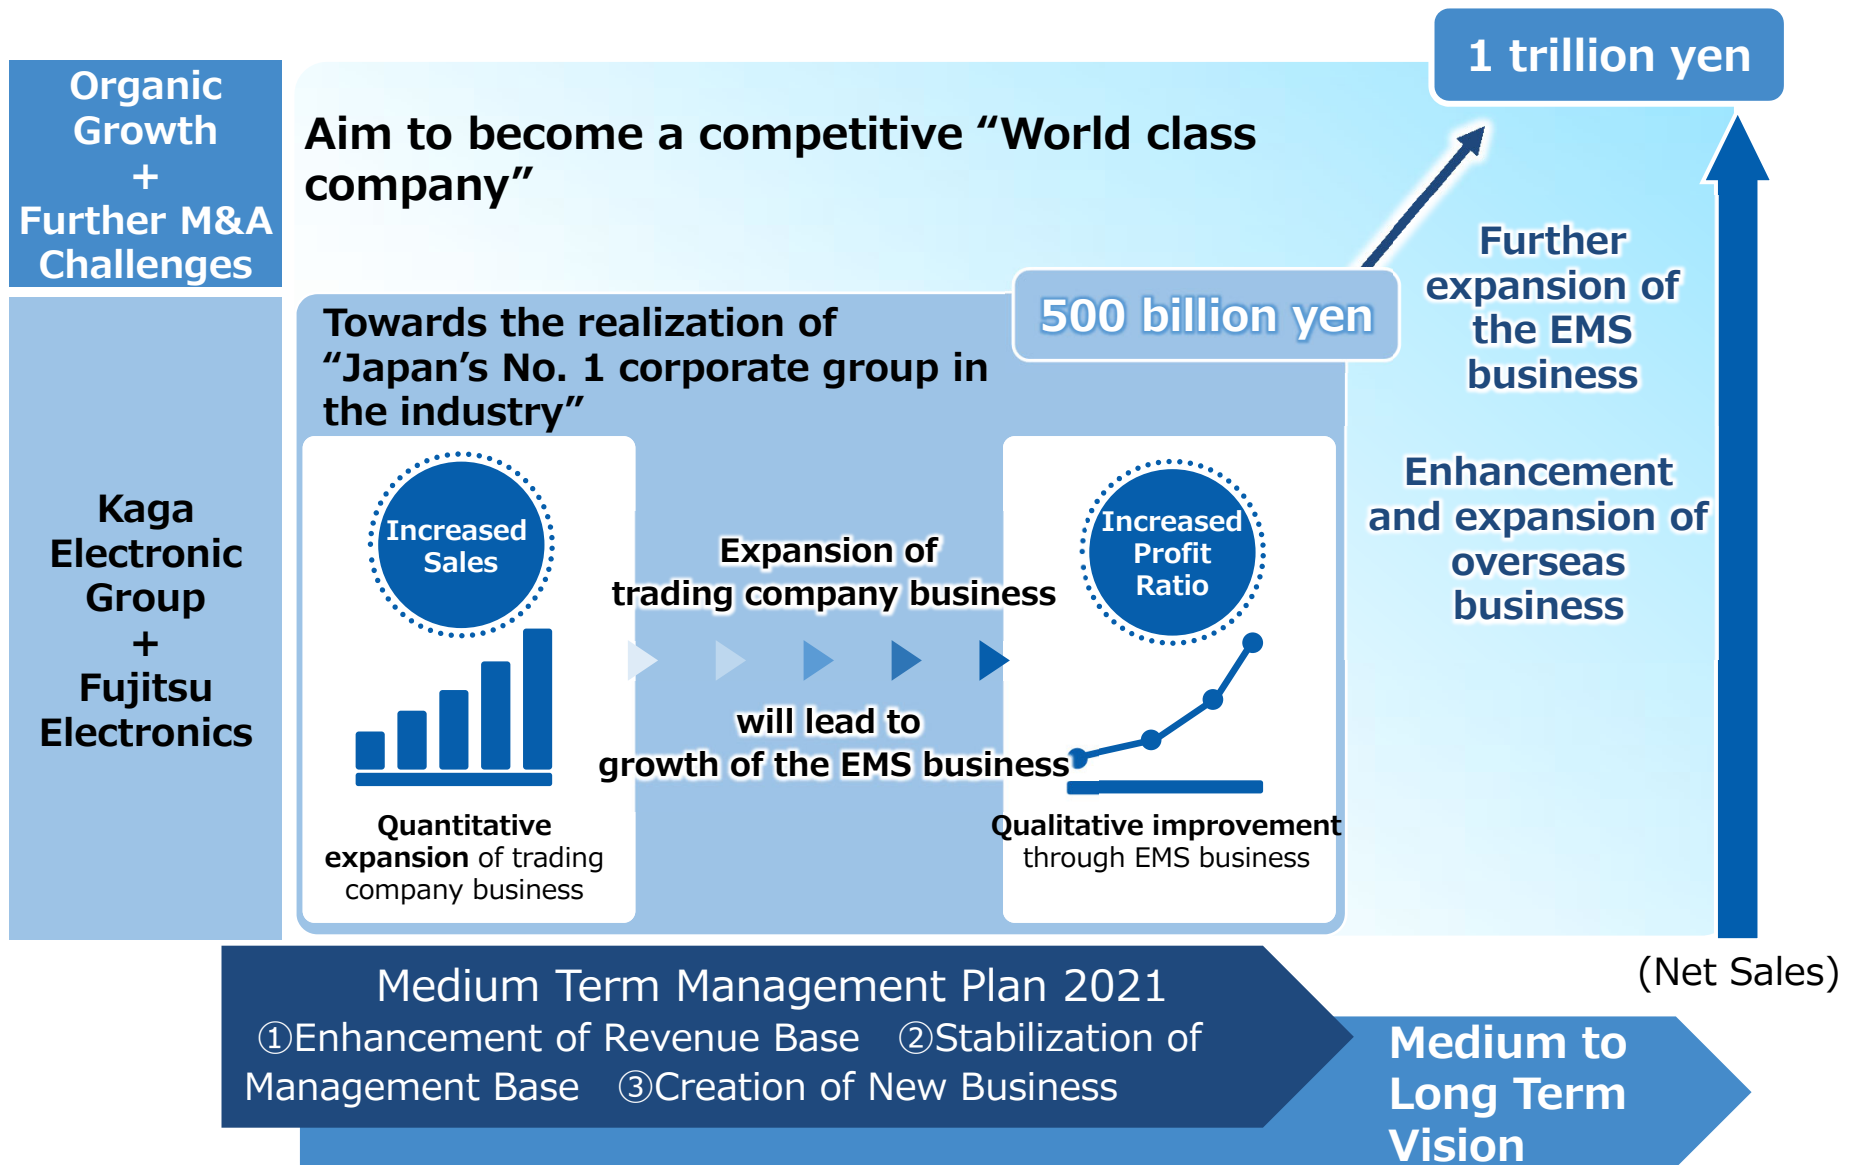 1 trillion yen
Organic
Growth
+
Further M&A
Challenges
Aim to become a competitive “World class
company”
Further
expansion of
the EMS
business
500 billion yen
Towards the realization of
“Japan’s No. 1 corporate group in
the industry”
Kaga
Electronic
Group
+
Fujitsu
Electronics
Increased
Sales
Quantitative
expansion of trading
company business
Expansion of
trading company business
will lead to
growth of the EMS business
Increased
Profit
Ratio
Qualitative improvement
through EMS business
Enhancement
and expansion of
overseas
business
(Net Sales)
Medium Term Management Plan 2021
①Enhancement of Revenue Base ②Stabilization of
Management Base ③Creation of New Business
Medium to
Long Term
Vision